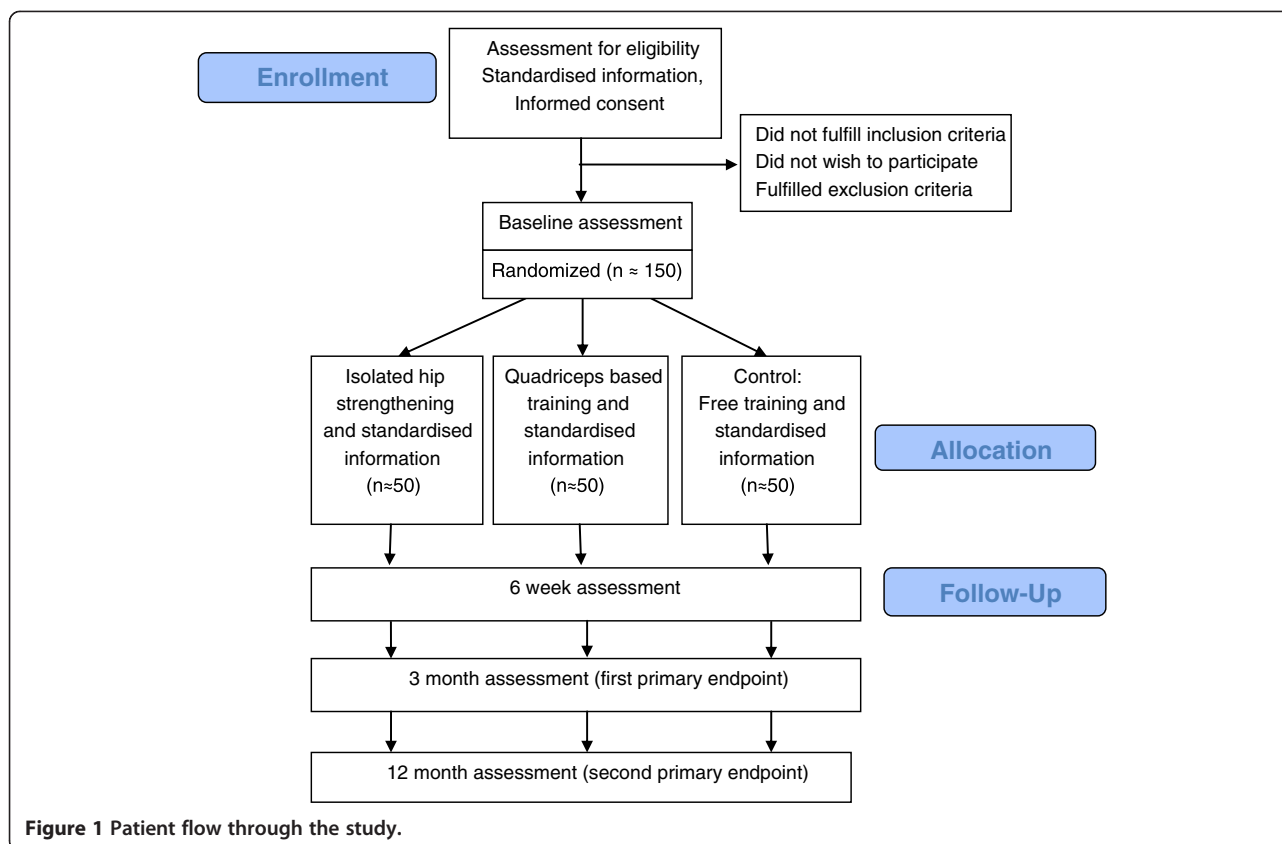 Enrollment
Assessment for eligibility
Standardised information,
Informed consent
Did not fulfill inclusion criteria
Did not wish to participate
Fulfilled exclusion criteria
Baseline assessment
Randomized (n ≈ 150)
Isolated hip
strengthening
and standardised
information
(n≈50)
Quadriceps based
training and
standardised
information
(n≈50)
Control:
Free training and
standardised
information
(n≈50)
Allocation
6 week assessment
Follow-Up
3 month assessment (first primary endpoint)
12 month assessment (second primary endpoint)
Figure 1 Patient flow through the study.